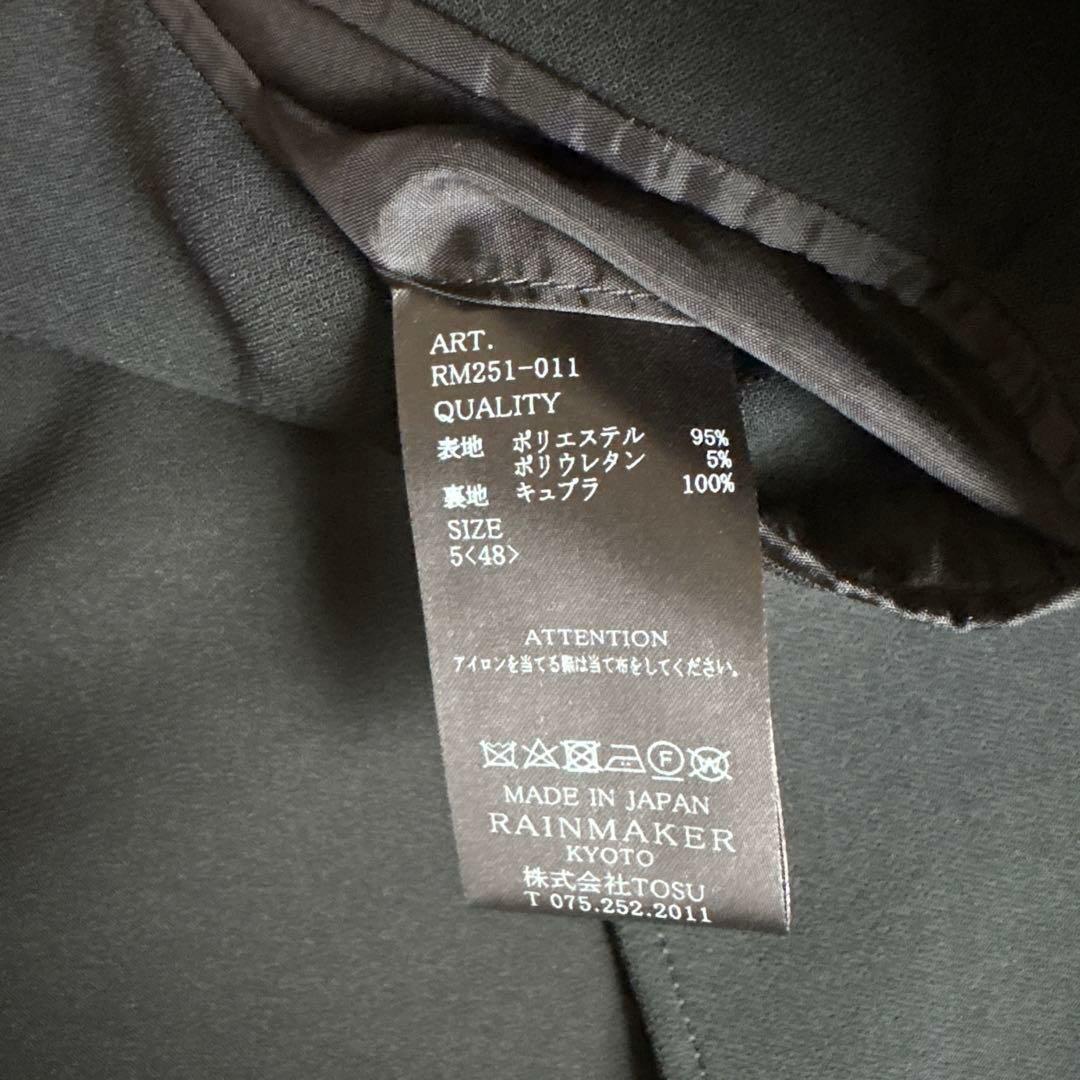 ART.
RM251-011
QUALITY
表地 ポリエステル 95%
ポリウレタン 5%
裏地 キュプラ 100%
SIZE
5<48>
ATTENTION
アイロンを当てる際は当て布をしてください。
F W
MADE IN JAPAN
RAINMAKER
KYOTO
株式会社TOSU
T 075.252.2011